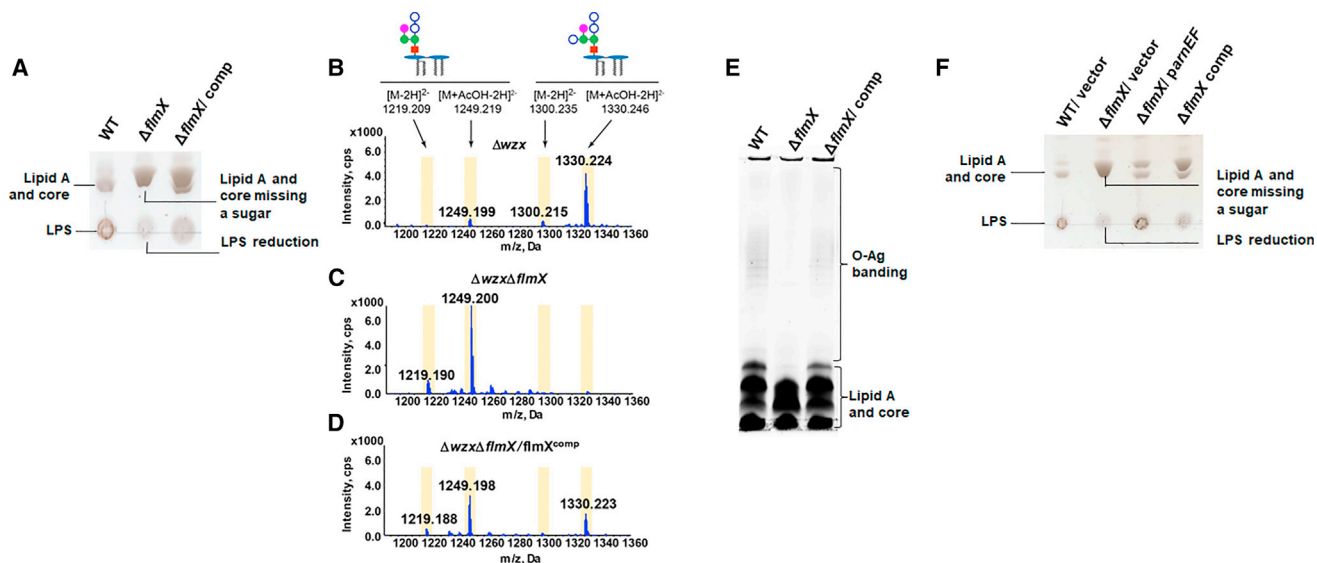 A
WT
ΔflmX
ΔflmX/ comp
Lipid A
and core
LPS
Lipid A and
core missing
a sugar
LPS reduction
B
[M-2H]²⁻
1219.209
[M+AcOH-2H]²⁻
1249.219
[M-2H]²⁻
1300.235
[M+AcOH-2H]²⁻
1330.246
Δwzx
x1000
6.0
4.0
2.0
0.0
Intensity, cps
1249.199
1300.215
1330.224
1200 1220 1240 1260 1280 1300 1320 1340 1360
m/z, Da
C
ΔwzxΔflmX
x1000
6.0
4.0
2.0
0.0
Intensity, cps
1219.190
1249.200
1200 1220 1240 1260 1280 1300 1320 1340 1360
m/z, Da
D
ΔwzxΔflmX/flmXᶜᵒᵐᵖ
x1000
6.0
4.0
2.0
0.0
Intensity, cps
1219.188
1249.198
1330.223
1200 1220 1240 1260 1280 1300 1320 1340 1360
m/z, Da
E
WT
ΔflmX
ΔflmX/ comp
O-Ag
banding
Lipid A
and core
F
WT/ vector
ΔflmX/ vector
ΔflmX/ parnEF
ΔflmX comp
Lipid A
and core
LPS
Lipid A and
core missing
a sugar
LPS reduction